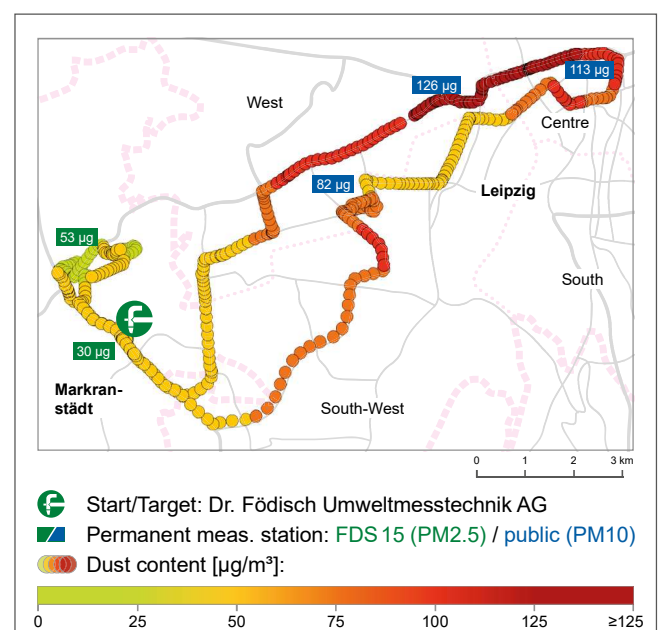 113 µg
126 µg
West
Centre
82 µg
Leipzig
53 µg
South
30 µg
Markran-
städt
South-West
0 1 2 3 km
Start/Target: Dr. Födisch Umweltmesstechnik AG
Permanent meas. station: FDS 15 (PM2.5) / public (PM10)
Dust content [µg/m³]:
0 25 50 75 100 125 ≥125